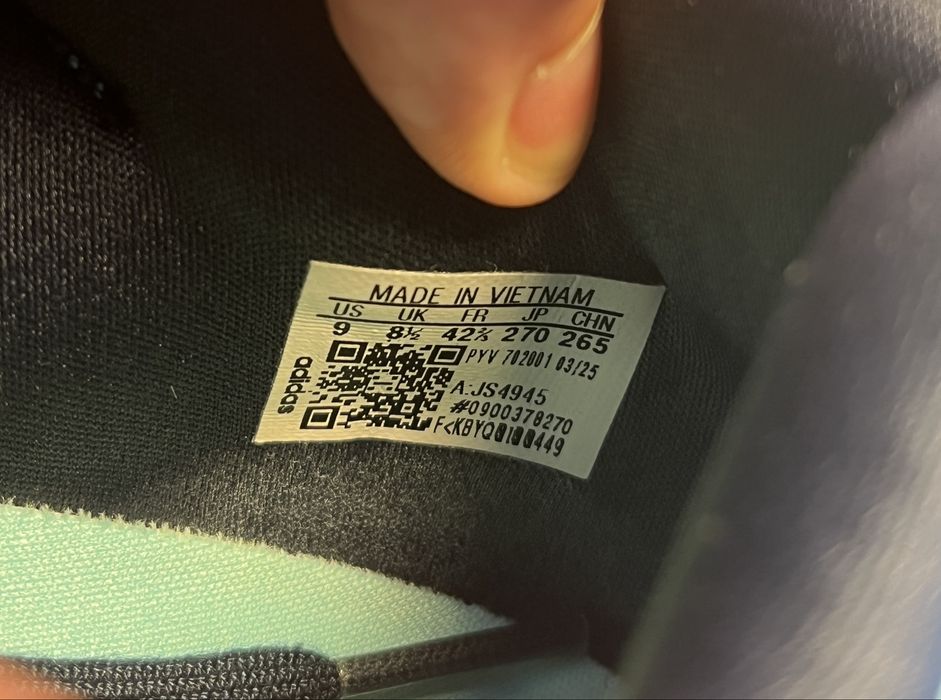 MADE IN VIETNAM
US UK FR JP CHN
9 8½ 42⅔ 270 265
PYV 702001 03/25
adidas
A:JS4945
#0900378270